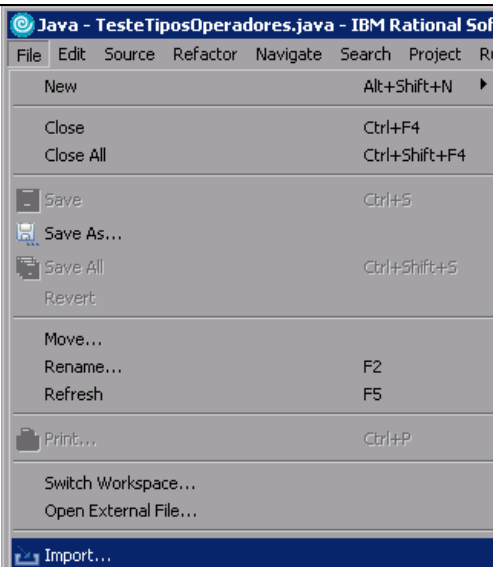 Java - TesteTiposOperadores.java - IBM Rational Sof
File Edit Source Refactor Navigate Search Project Ru
New Alt+Shift+N
Close Ctrl+F4
Close All Ctrl+Shift+F4
Save Ctrl+S
Save As...
Save All Ctrl+Shift+S
Revert
Move...
Rename... F2
Refresh F5
Print... Ctrl+P
Switch Workspace...
Open External File...
Import...